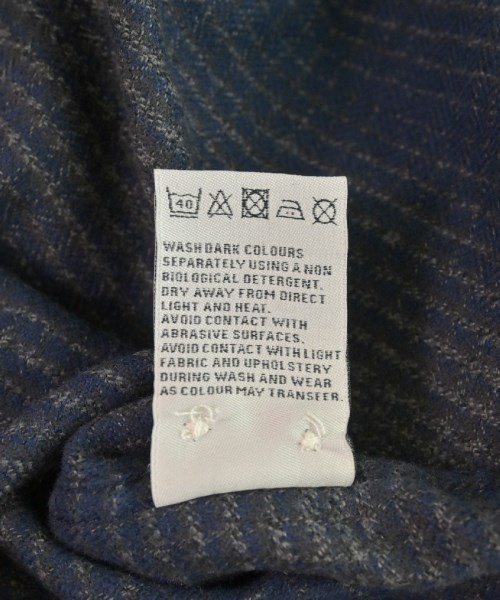 40
WASH DARK COLOURS
SEPARATELY USING A NON
BIOLOGICAL DETERGENT.
DRY AWAY FROM DIRECT
LIGHT AND HEAT.
AVOID CONTACT WITH
ABRASIVE SURFACES.
AVOID CONTACT WITH LIGHT
FABRIC AND UPHOLSTERY
DURING WASH AND WEAR
AS COLOUR MAY TRANSFER.